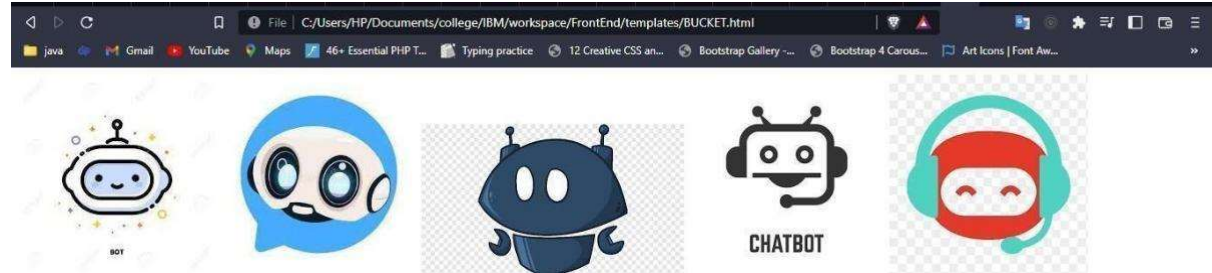 File | C:/Users/HP/Documents/college/IBM/workspace/FrontEnd/templates/BUCKET.html
java Gmail YouTube Maps 46+ Essential PHP T... Typing practice 12 Creative CSS an... Bootstrap Gallery -... Bootstrap 4 Carous... Art Icons | Font Aw... »
BOT
CHATBOT